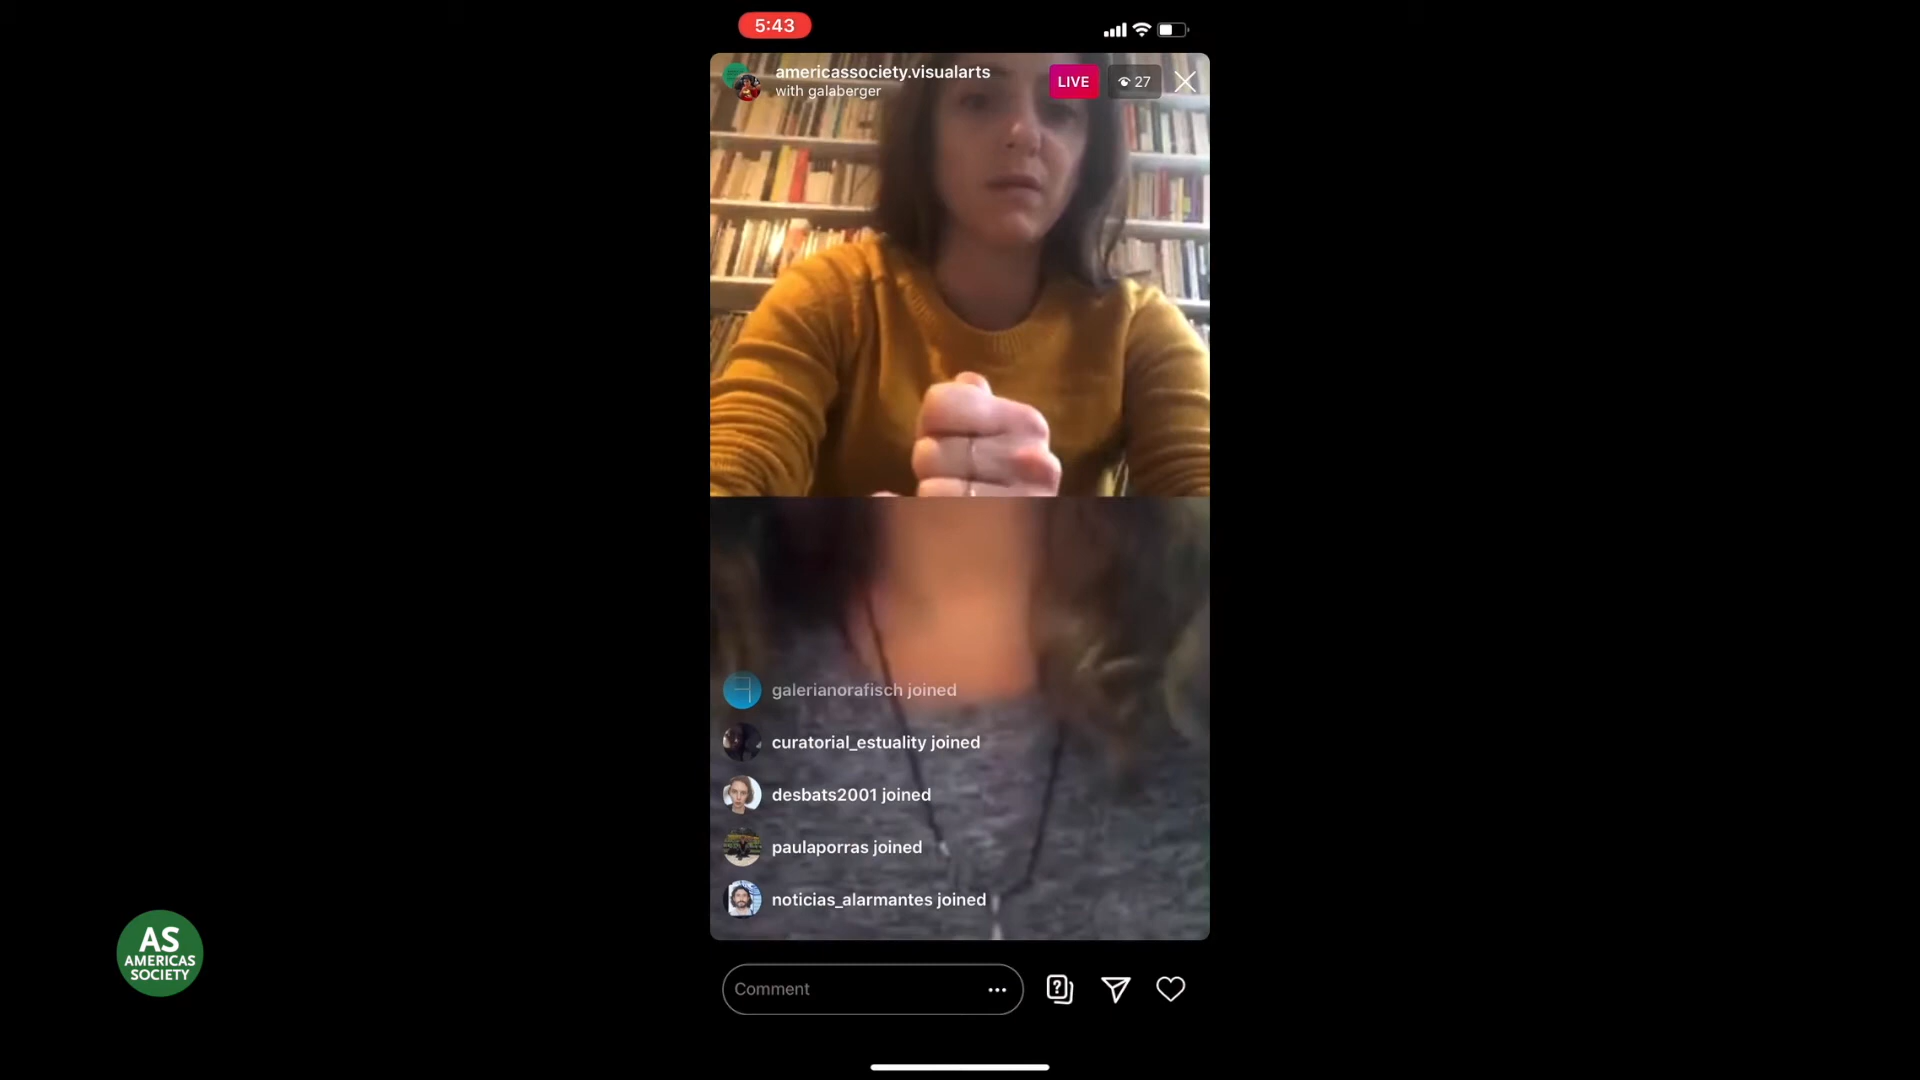 5:43
americassociety.visualarts
with galaberger
LIVE
27
galerianorafisch joined
curatorial_estuality joined
desbats2001 joined
paulaporras joined
noticias_alarmantes joined
Comment
AS
AMERICAS
SOCIETY